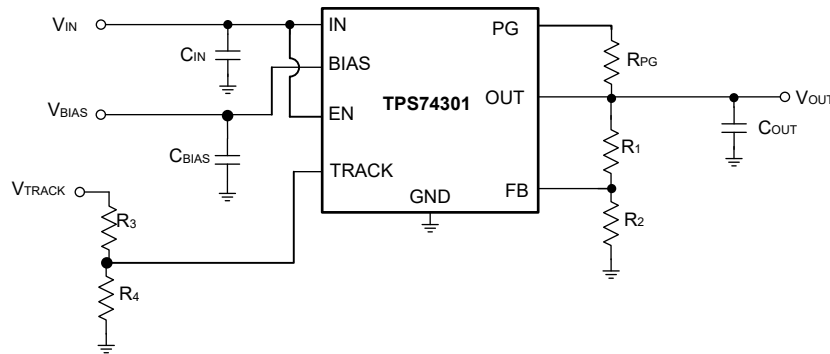 VIN
CIN
IN
PG
RPG
BIAS
VBIAS
TPS74301
OUT
VOUT
EN
COUT
CBIAS
R1
TRACK
VTRACK
GND
FB
R3
R2
R4